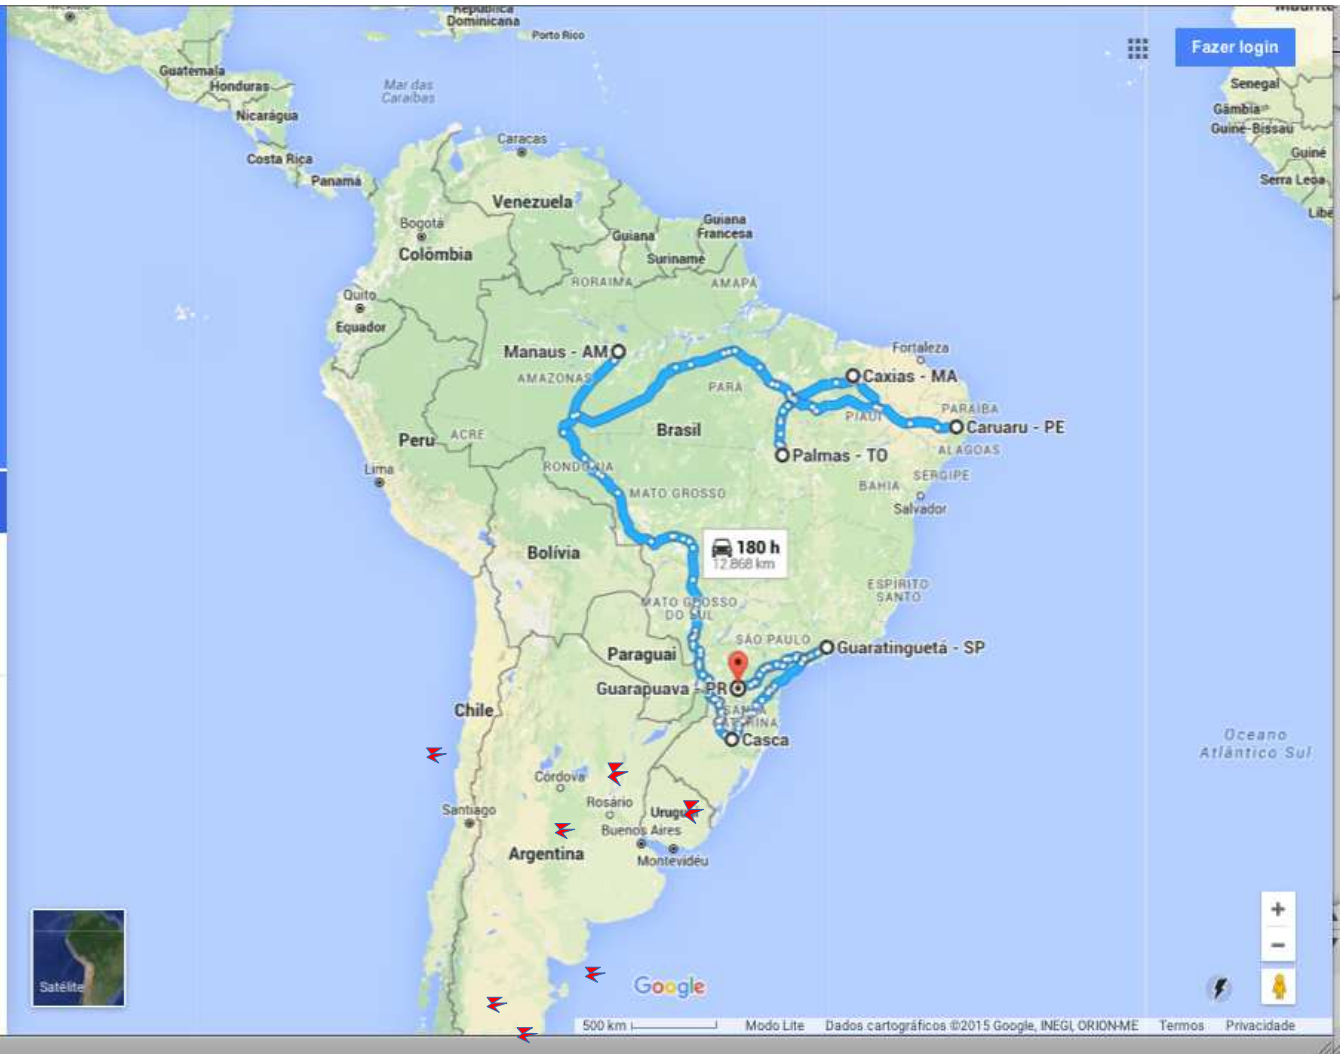 República
Dominicana
Porto Rico
Fazer login
Guatemala
Honduras
Mar das
Caraíbas
Senegal
Gâmbia
Nicarágua
Guiné-Bissau
Caracas
Costa Rica
Guiné
Panamá
Serra Leoa
Venezuela
Libé
Bogotá
Guiana
Francesa
Guiana
Colômbia
Suriname
RORAIMA
AMAPÁ
Quito
Equador
Manaus - AM
Fortaleza
AMAZONAS
Caxias - MA
PARÁ
PARAÍBA
PIAUÍ
Caruaru - PE
Brasil
Peru
ACRE
ALAGOAS
Palmas - TO
Lima
RONDÔNIA
SERGIPE
BAHIA
MATO GROSSO
Salvador
180 h
12.868 km
Bolívia
ESPÍRITO
SANTO
MATO GROSSO
DO SUL
SÃO PAULO
Guaratinguetá - SP
Paraguai
Guarapuava - PR
Chile
SANTA
CATARINA
Casca
Oceano
Atlântico Sul
Córdova
Rosário
Santiago
Uruguai
Buenos Aires
Argentina
Montevidéu
Satélite
Google
500 km
Modo Lite
Dados cartográficos ©2015 Google, INEGI, ORION-ME
Termos
Privacidade